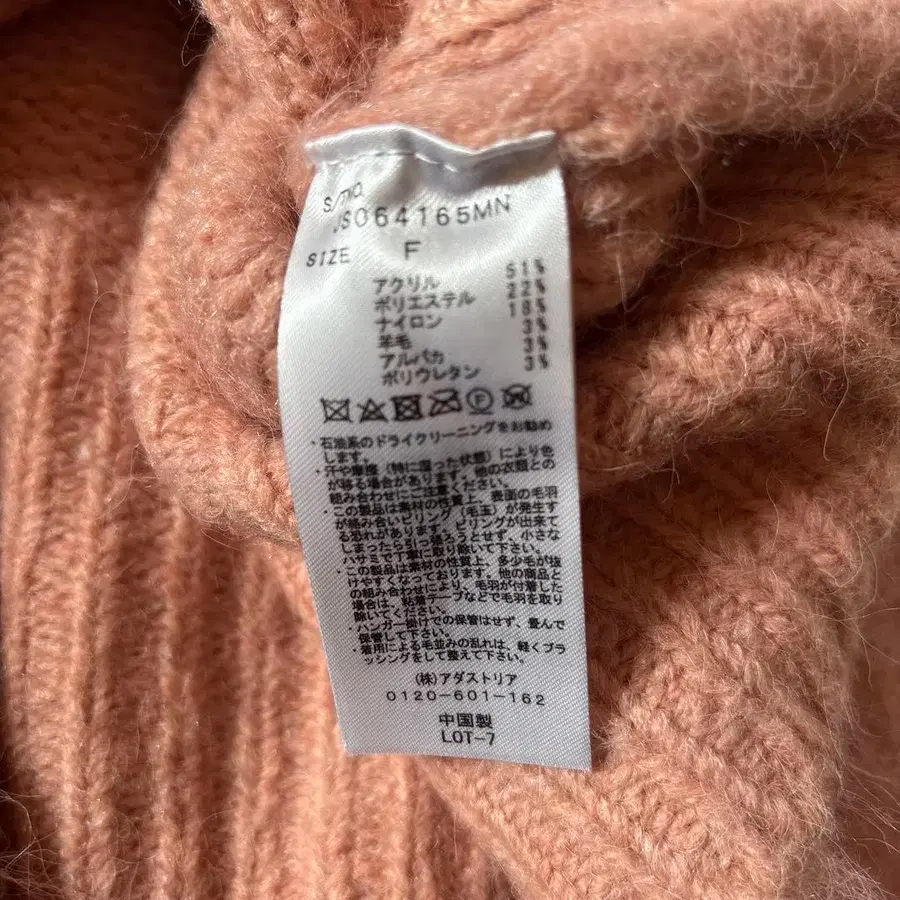 S/no.
JS064165MN
SIZE F
アクリル 51%
ポリエステル 22%
ナイロン 18%
羊毛 3%
アルパカ 3%
ポリウレタン 3%
F
・石油系のドライクリーニングをお勧め
します。
・汗や摩擦(特に湿った状態)により色
が移る場合があります。他の衣類との
組み合わせにご注意ください。
・この製品は素材の性質上、表面の毛羽
が絡み合いピリング(毛玉)が発生す
る恐れがあります。ピリングが出来て
しまったら引っ張ろうとせず、小さな
ハサミで丁寧に取り除いて下さい。
・この製品は素材の性質上、多少毛が抜
けやすくなっております。他の商品と
の組み合わせにより、毛羽が付着した
場合は、粘着テープなどで毛羽を取り
除いてください。
・ハンガー掛けでの保管はせず、畳んで
保管して下さい。
・着用による毛並みの乱れは、軽くブラ
ッシングをして整えて下さい。
(株)アダストリア
0120-601-162
中国製
LOT-7